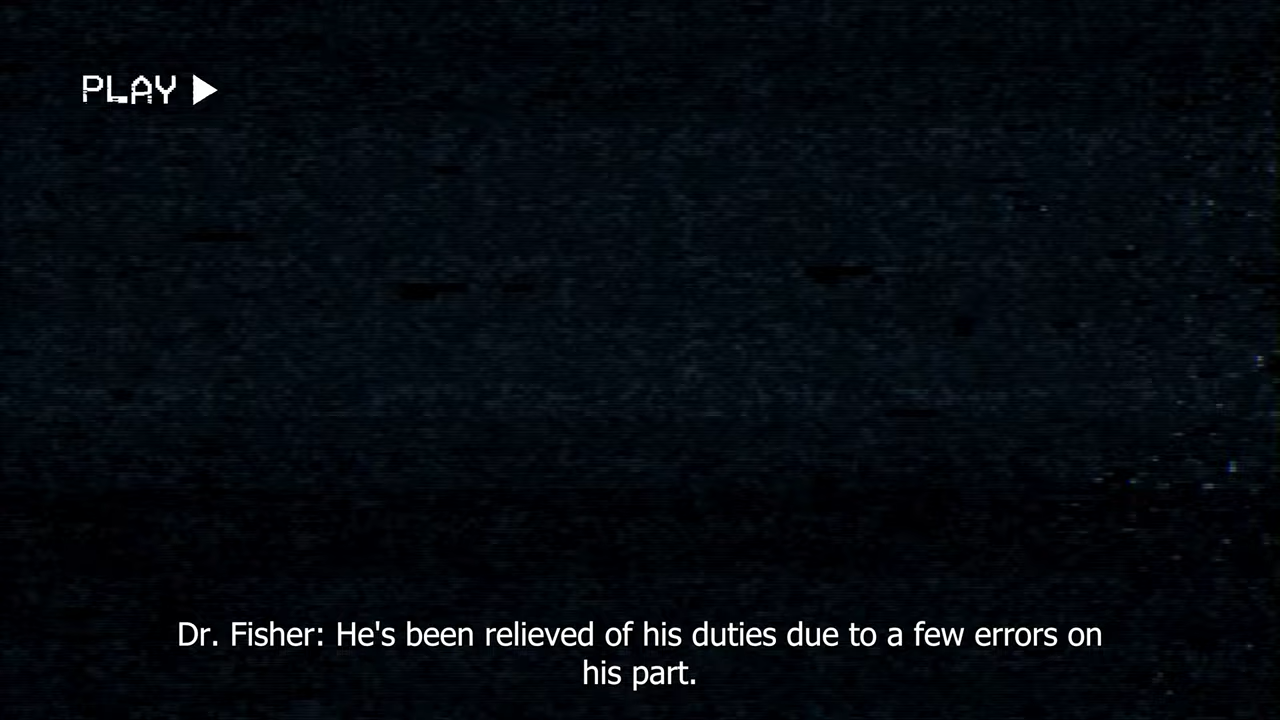 PLAY
Dr. Fisher: He's been relieved of his duties due to a few errors on
his part.